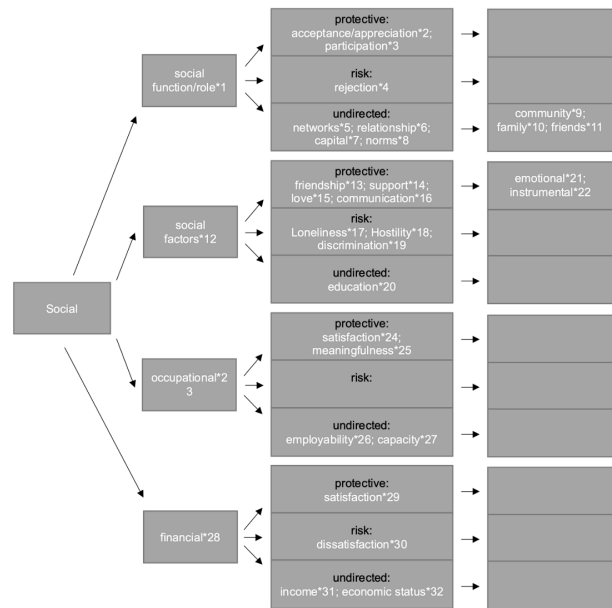 protective:
acceptance/appreciation*2;
participation*3
social
function/role*1
risk:
rejection*4
undirected:
networks*5; relationship*6;
capital*7; norms*8
community*9;
family*10; friends*11
protective:
friendship*13; support*14;
love*15; communication*16
emotional*21;
instrumental*22
social
factors*12
risk:
Loneliness*17; Hostility*18;
discrimination*19
undirected:
education*20
Social
protective:
satisfaction*24;
meaningfulness*25
occupational*2
3
risk:
undirected:
employability*26; capacity*27
protective:
satisfaction*29
financial*28
risk:
dissatisfaction*30
undirected:
income*31; economic status*32